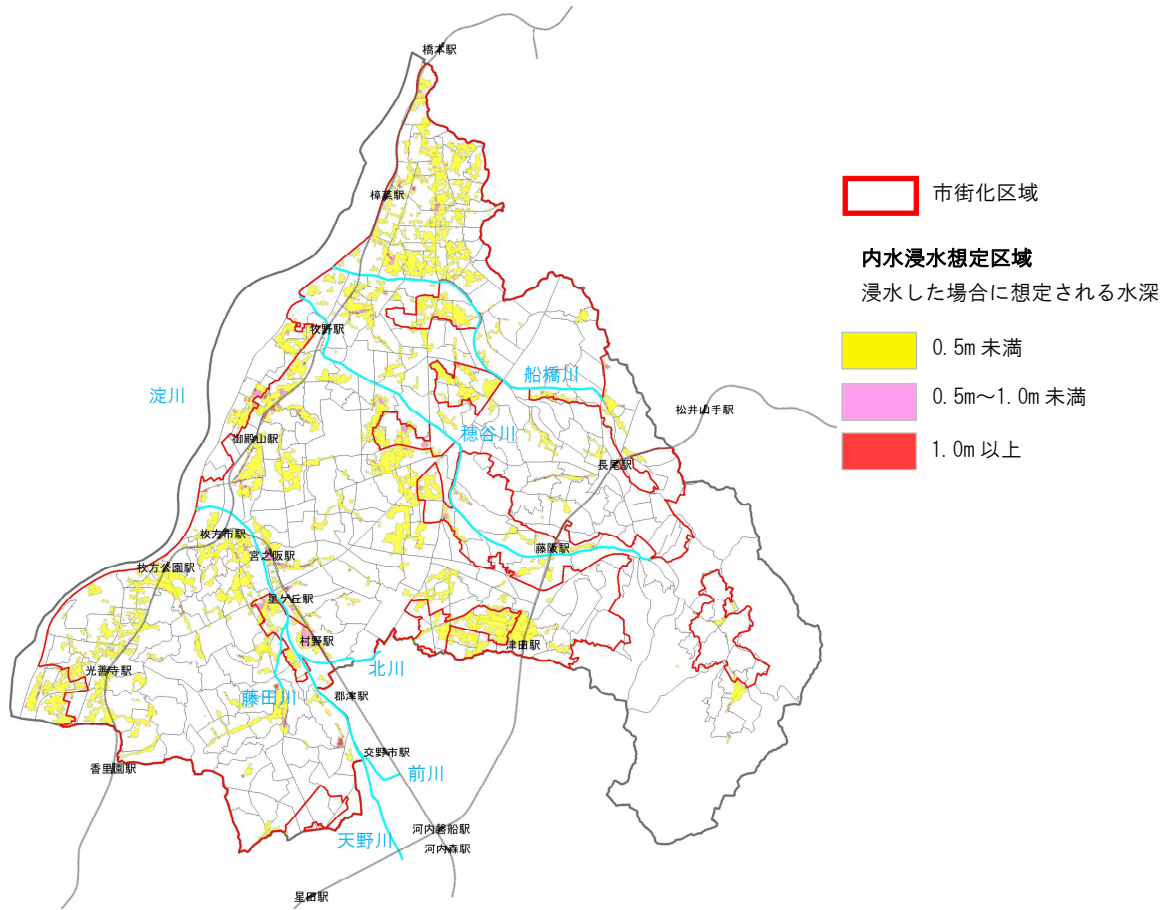 橋本駅
樟葉駅
市街化区域
内水浸水想定区域
浸水した場合に想定される水深
牧野駅
0.5m未満
船橋川
淀川
0.5m～1.0m未満
松井山手駅
御殿山駅
穂谷川
1.0m以上
長尾駅
枚方市駅
藤阪駅
宮之阪駅
枚方公園駅
星ケ丘駅
村野駅
津田駅
光善寺駅
北川
藤田川
郡津駅
交野市駅
香里園駅
前川
河内磐船駅
天野川
河内森駅
星田駅